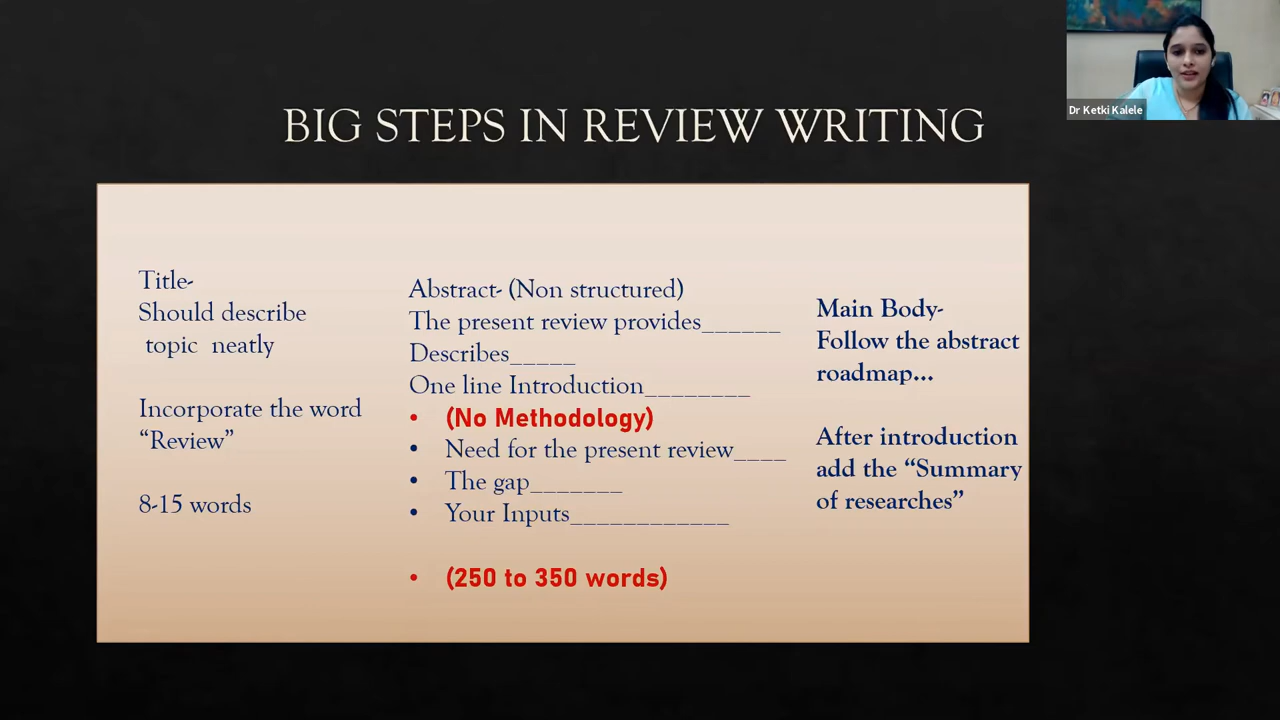 Dr Ketki Kalele
BIG STEPS IN REVIEW WRITING
Title-
Should describe
topic neatly
Incorporate the word
“Review”
8-15 words
Abstract- (Non structured)
The present review provides______
Describes_____
One line Introduction________
• (No Methodology)
• Need for the present review____
• The gap_______
• Your Inputs____________
• (250 to 350 words)
Main Body-
Follow the abstract
roadmap...
After introduction
add the “Summary
of researches”